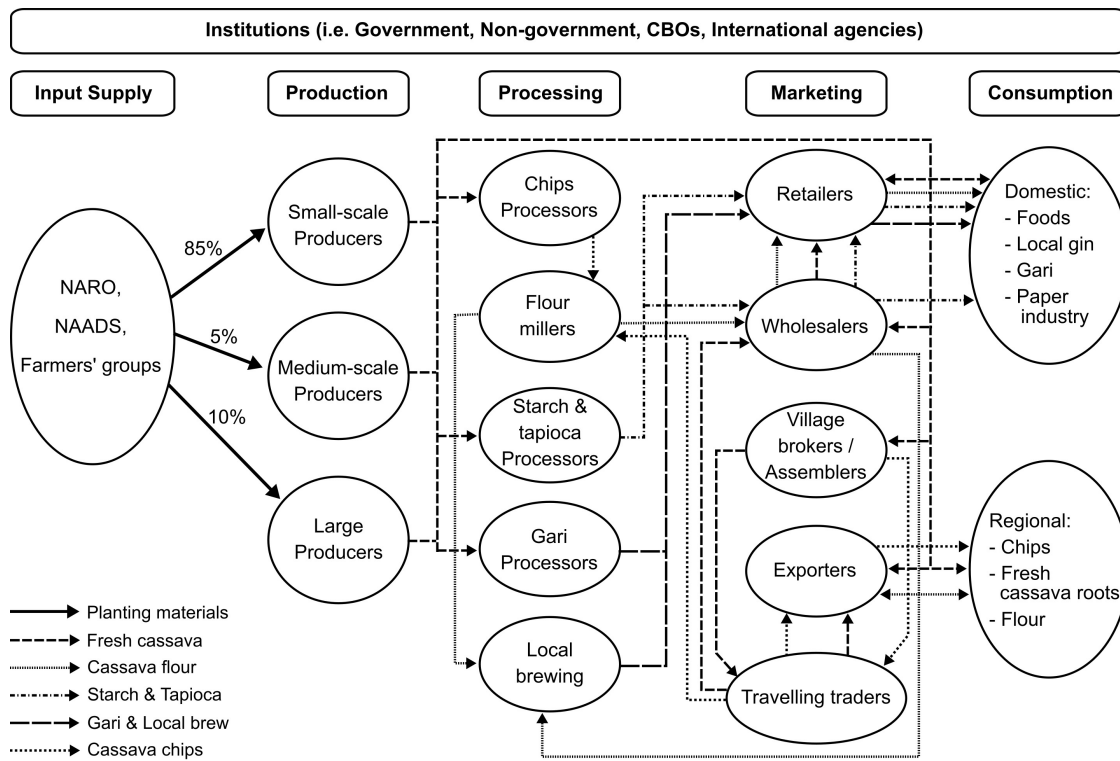 Institutions (i.e. Government, Non-government, CBOs, International agencies)
Input Supply
Production
Processing
Marketing
Consumption
NARO,
NAADS,
Farmers' groups
85%
5%
10%
Small-scale
Producers
Medium-scale
Producers
Large
Producers
Chips
Processors
Flour
millers
Starch &
tapioca
Processors
Gari
Processors
Local
brewing
Retailers
Wholesalers
Village
brokers /
Assemblers
Exporters
Travelling traders
Domestic:
- Foods
- Local gin
- Gari
- Paper
industry
Regional:
- Chips
- Fresh
cassava roots
- Flour
Planting materials
Fresh cassava
Cassava flour
Starch & Tapioca
Gari & Local brew
Cassava chips